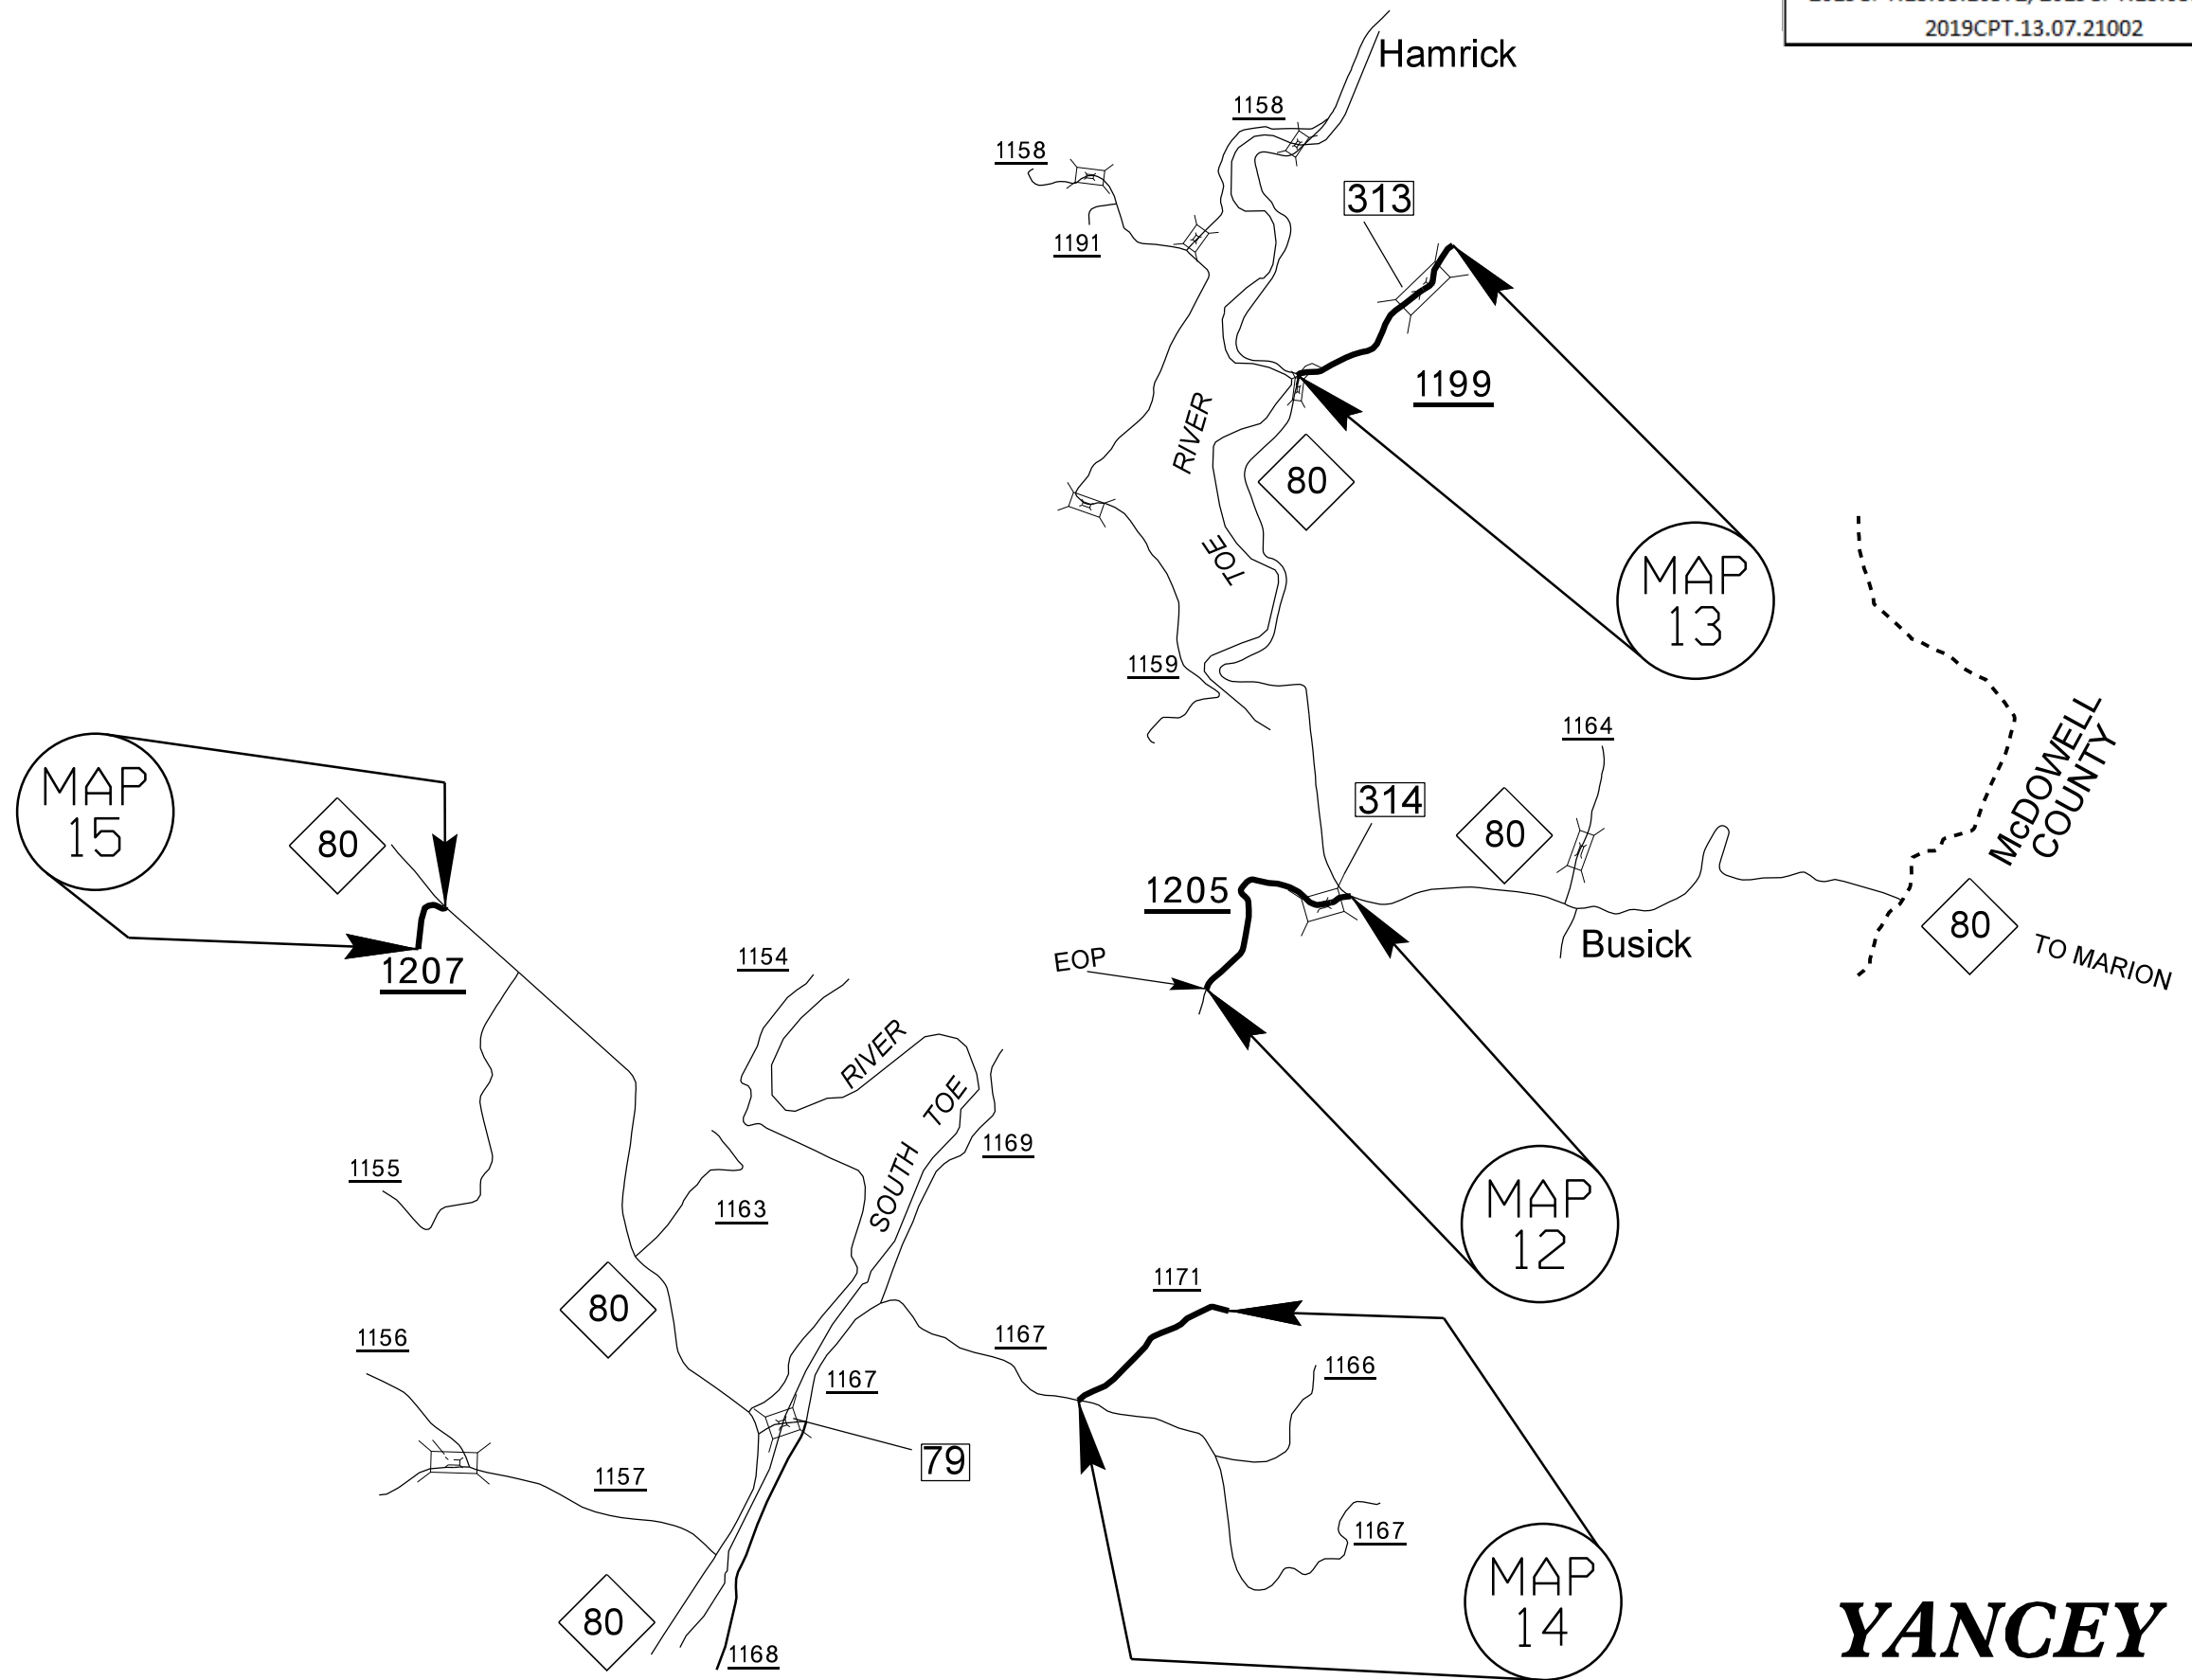 2019CPT.13.07.21002
Hamrick
1158
1158
313
1191
1199
RIVER
80
TOE
MAP
13
1159
McDOWELL
COUNTY
1164
MAP
15
80
314
80
1205
Busick
80
TO MARION
1207
EOP
1154
RIVER
SOUTH TOE
1169
1155
1163
MAP
12
80
1171
1156
1167
1167
1166
79
1157
1167
MAP
14
80
1168
YANCEY